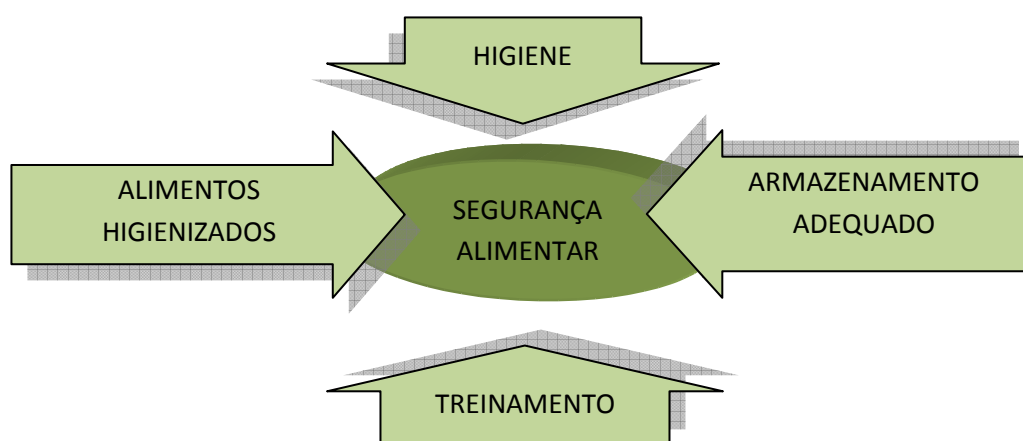 HIGIENE
ALIMENTOS
HIGIENIZADOS
SEGURANÇA
ALIMENTAR
ARMAZENAMENTO
ADEQUADO
TREINAMENTO